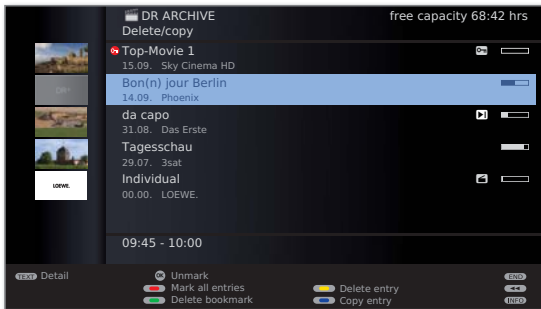 DR ARCHIVE free capacity 68:42 hrs
Delete/copy
Top-Movie 1
15.09. Sky Cinema HD
OK
Bon(n) jour Berlin
14.09. Phoenix
da capo
31.08. Das Erste
Tagesschau
29.07. 3sat
LOEWE.
Individual
00.00. LOEWE.
09:45 - 10:00
TEXT Detail OK Unmark END
Mark all entries Delete entry
Delete bookmark Copy entry INFO